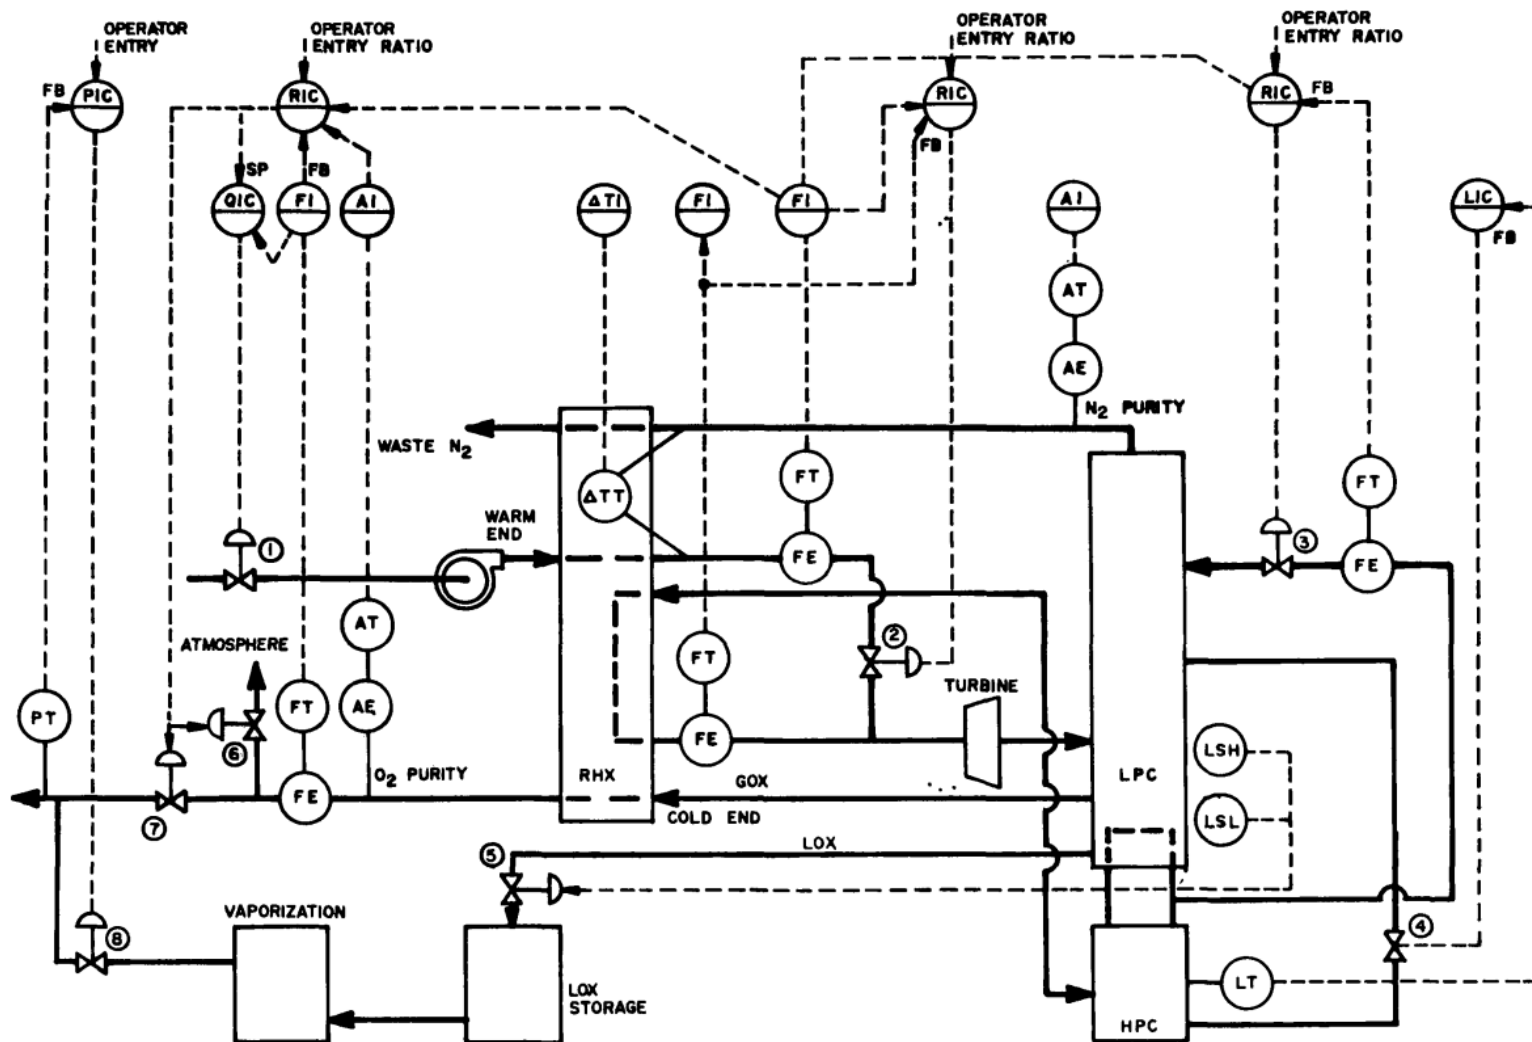 OPERATOR
ENTRY
OPERATOR
ENTRY RATIO
OPERATOR
ENTRY RATIO
OPERATOR
ENTRY RATIO
FB
PIC
RIC
RIC
RIC
FB
FB
SP
FB
QIC
FI
AI
ΔTI
FI
FI
AI
LIC
FB
AT
AE
N2 PURITY
WASTE N2
ΔTT
FT
FT
WARM
END
FE
3
FE
1
AT
2
ATMOSPHERE
FT
TURBINE
PT
FT
AE
FE
LSH
6
O2 PURITY
RHX
GOX
LPC
FE
COLD END
LSL
7
5
LOX
VAPORIZATION
8
4
LOX
STORAGE
LT
HPC